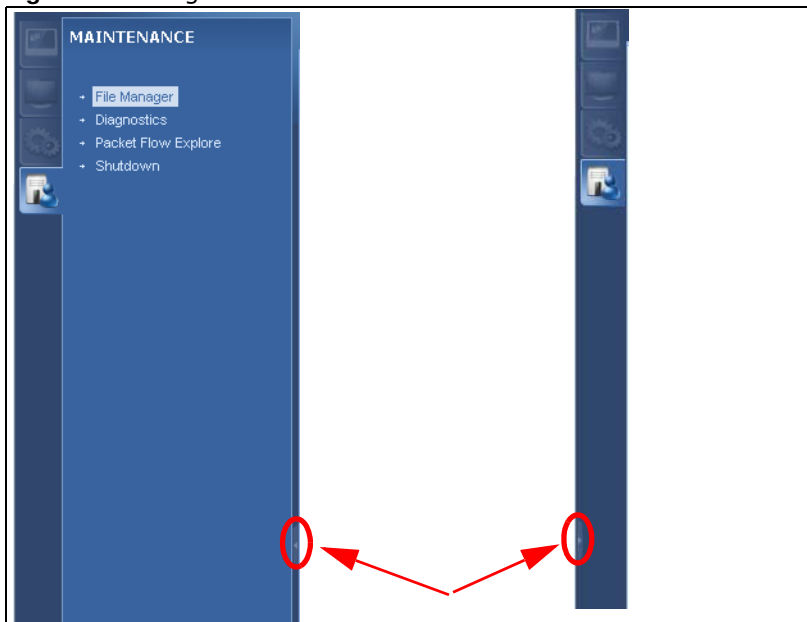 MAINTENANCE
File Manager
Diagnostics
Packet Flow Explore
Shutdown